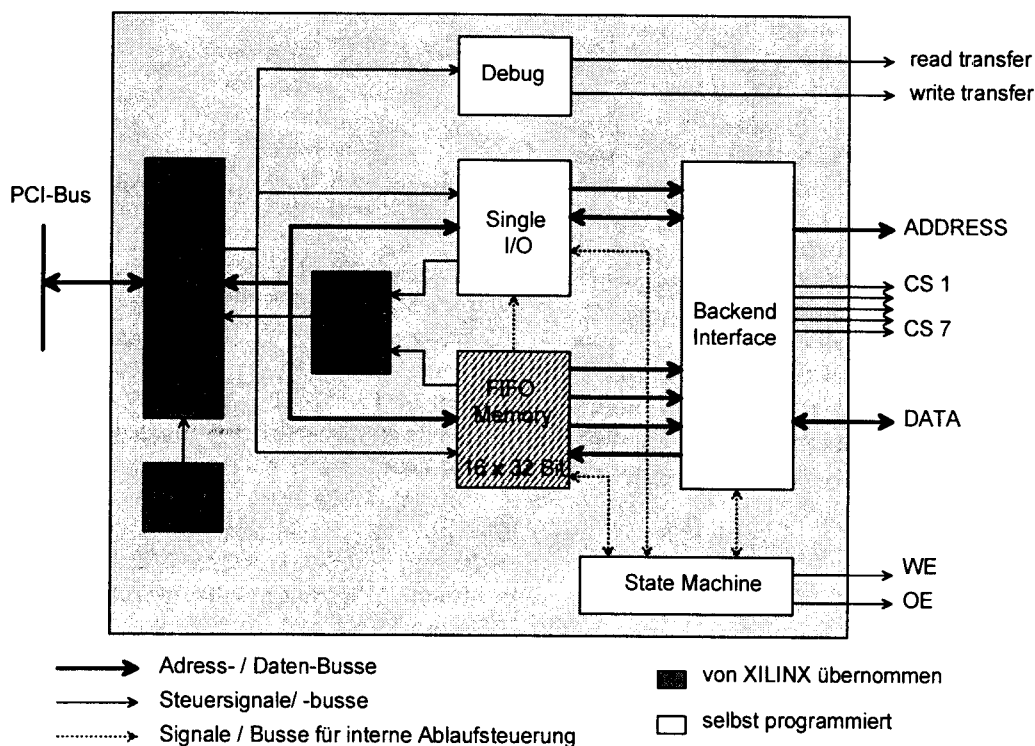 Debug
read transfer
write transfer
PCI-Bus
Single
I/O
Backend
Interface
ADDRESS
CS 1
CS 7
FIFO
Memory
16 x 32 Bit
DATA
State Machine
WE
OE
Adress- / Daten-Busse
Steuersignale/ -busse
Signale / Busse für interne Ablaufsteuerung
von XILINX übernommen
selbst programmiert